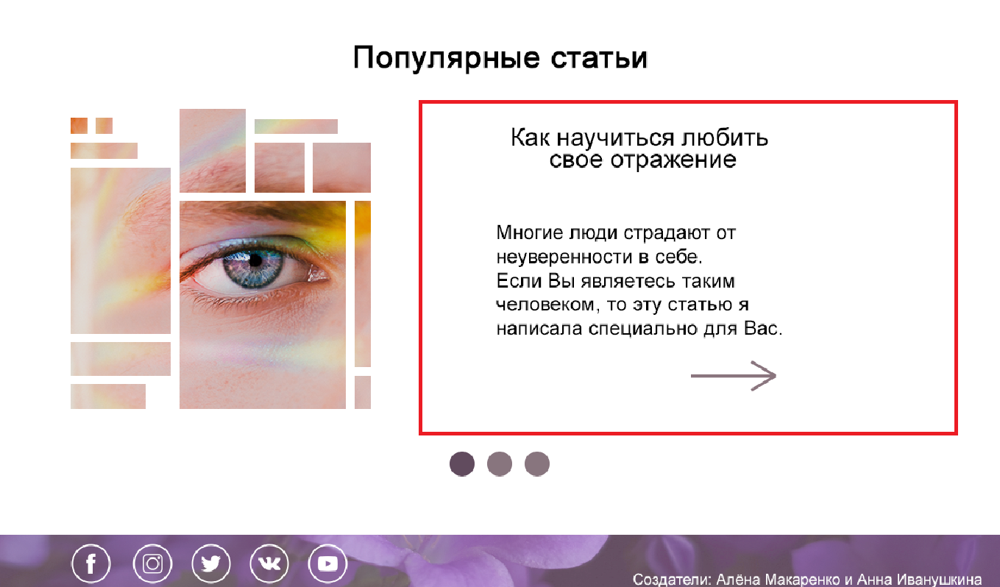 Популярные статьи
Как научиться любить
свое отражение
Многие люди страдают от
неуверенности в себе.
Если Вы являетесь таким
человеком, то эту статью я
написала специально для Вас.
Создатели: Алёна Макаренко и Анна Иванушкина